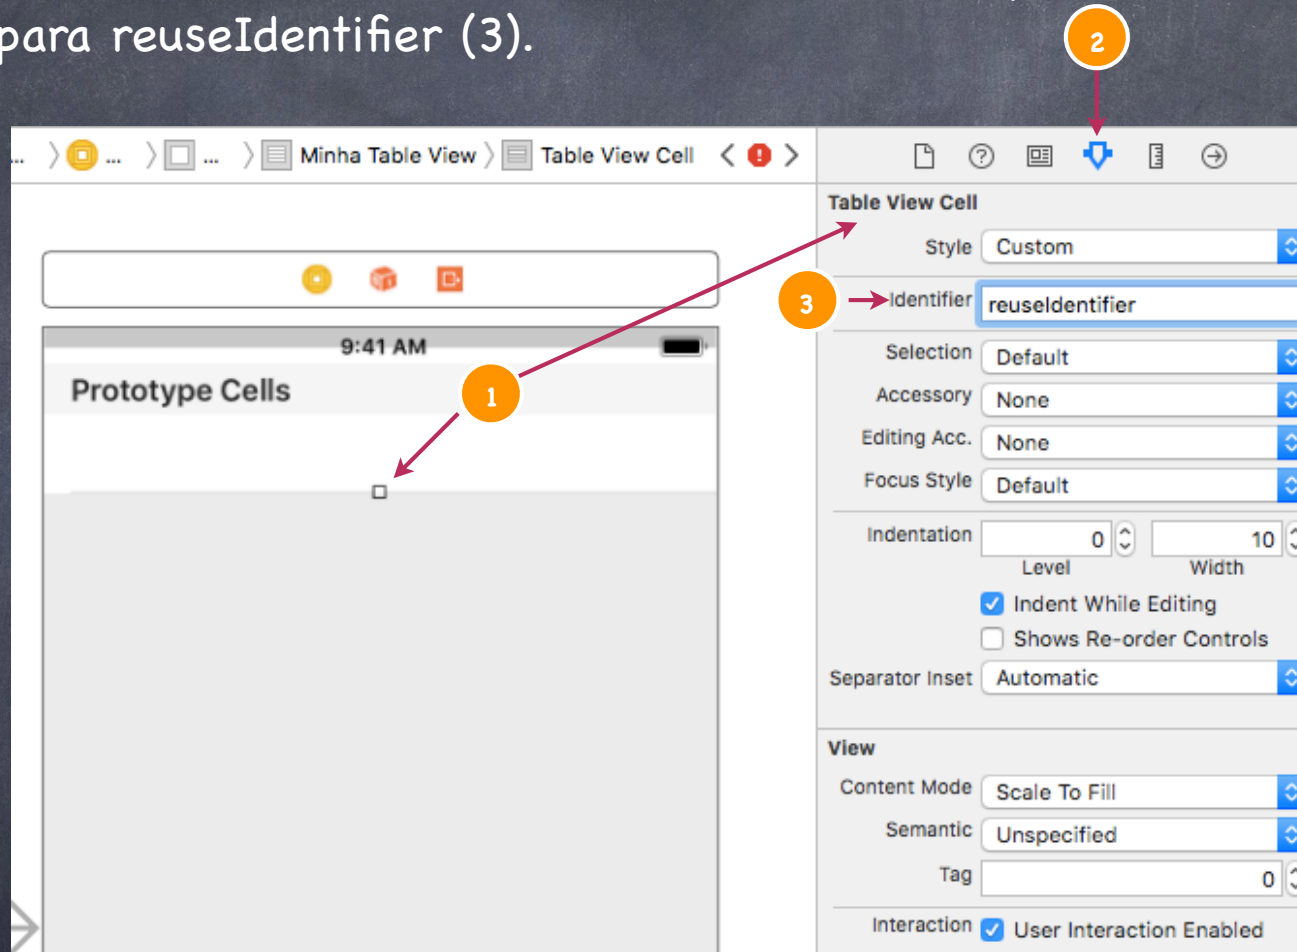 para reuseIdentifier (3).
2
... ... ... Minha Table View Table View Cell
Table View Cell
Style Custom
3
Identifier reuseIdentifier
9:41 AM
Selection Default
Prototype Cells
1
Accessory None
Editing Acc. None
Focus Style Default
Indentation 0 10
Level Width
Indent While Editing
Shows Re-order Controls
Separator Inset Automatic
View
Content Mode Scale To Fill
Semantic Unspecified
Tag 0
Interaction User Interaction Enabled